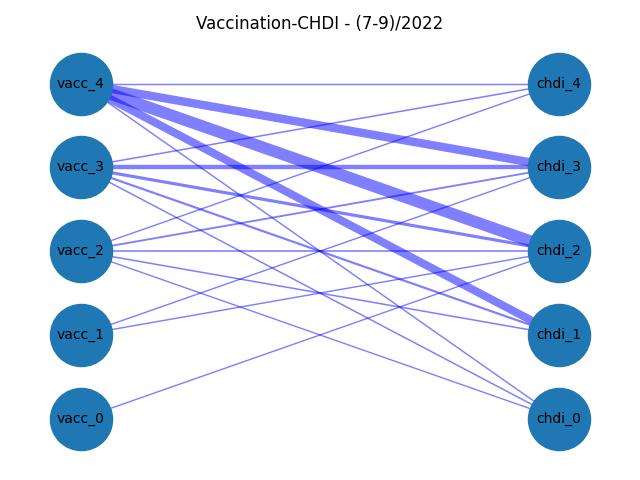 Vaccination-CHDI - (7-9)/2022
vacc_4 chdi_4
vacc_3 chdi_3
vacc_2 chdi_2
vacc_1 chdi_1
vacc_0 chdi_0